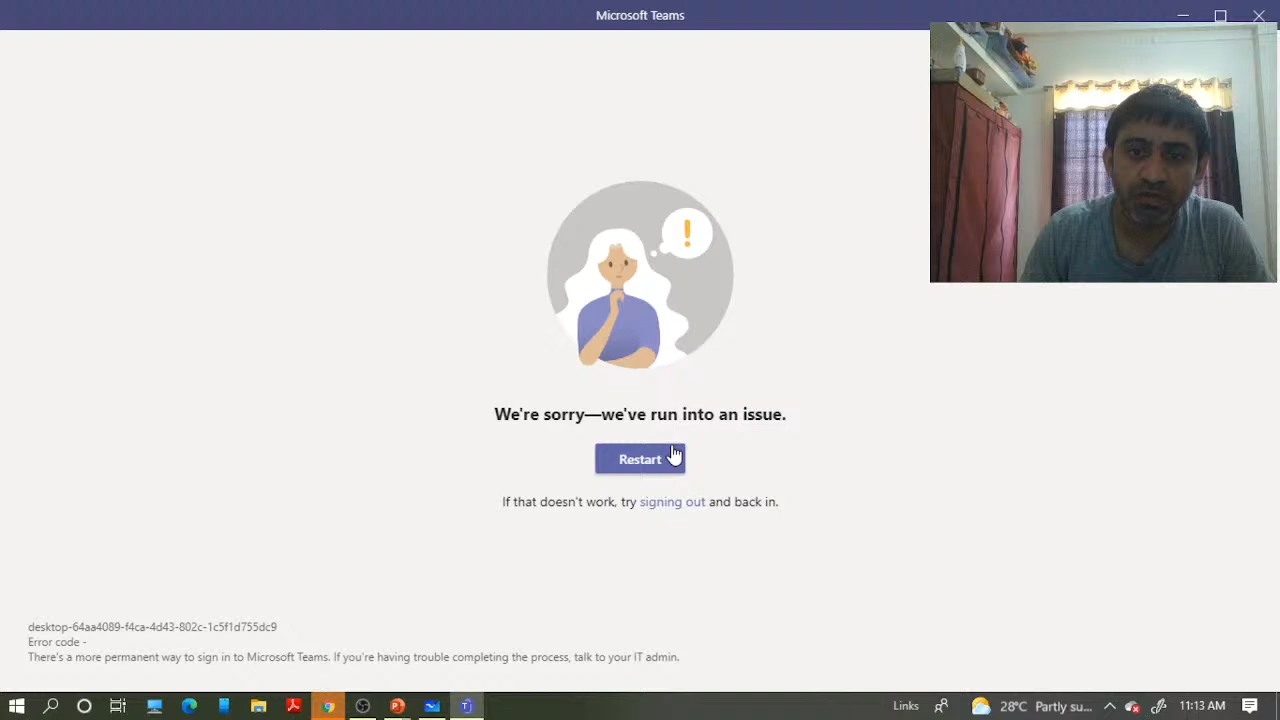 Microsoft Teams
!
We're sorry—we've run into an issue.
Restart
If that doesn't work, try signing out and back in.
desktop-64aa4089-f4ca-4d43-802c-1c5f1d755dc9
Error code -
There's a more permanent way to sign in to Microsoft Teams. If you're having trouble completing the process, talk to your IT admin.
Links 28°C Partly su... 11:13 AM